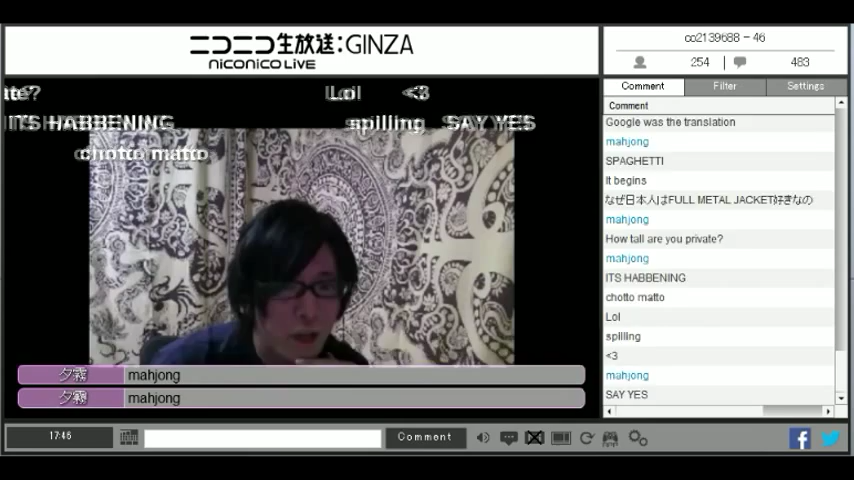 ニコニコ生放送:GINZA
niconico LIVE
co2139688 - 46
254 483
Comment Filter Settings
Comment
Google was the translation
mahjong
SPAGHETTI
It begins
なぜ日本人はFULL METAL JACKET好きなの
mahjong
How tall are you private?
mahjong
ITS HABBENING
chotto matto
Lol
spilling
<3
mahjong
SAY YES
Lol <3
ITS HABBENING spilling SAY YES
chotto matto
夕霧 mahjong
夕霧 mahjong
17:46
Comment